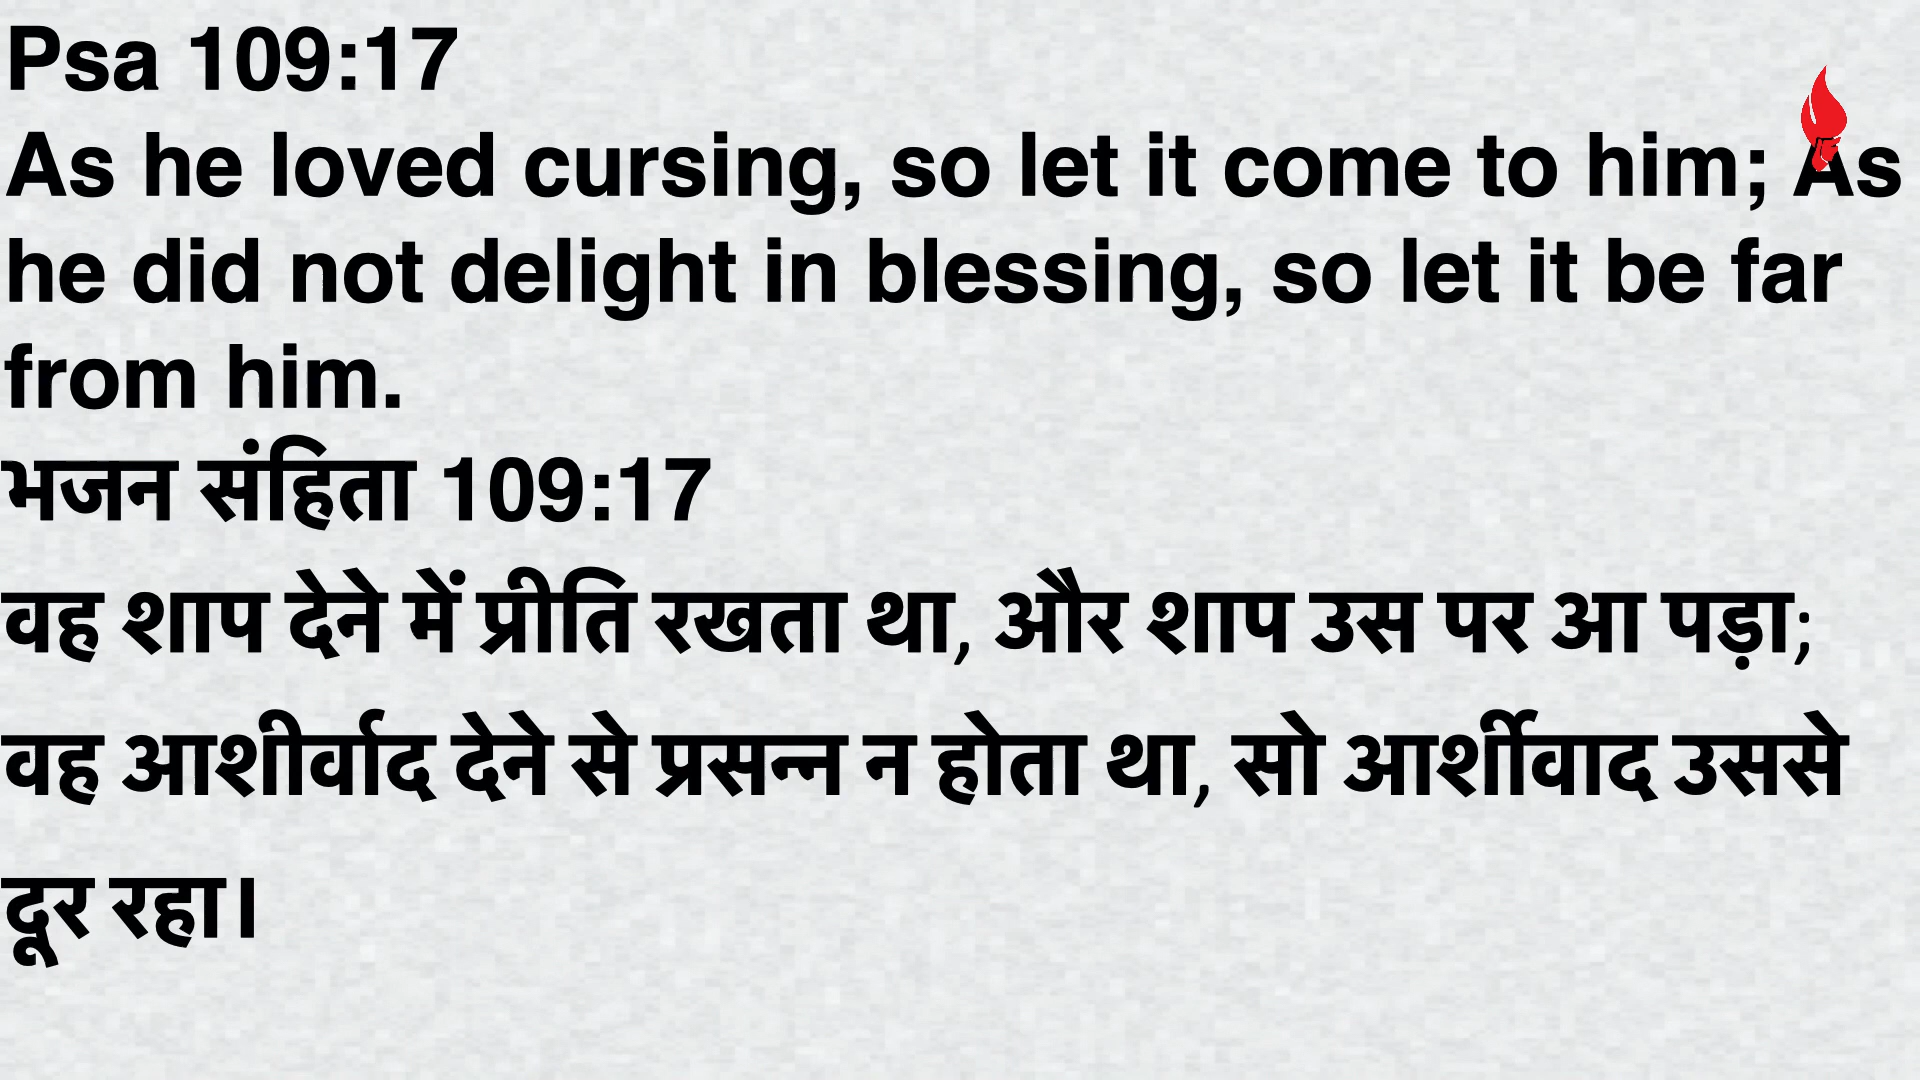 Psa 109:17
As he loved cursing, so let it come to him; As
he did not delight in blessing, so let it be far
from him.
भजन संहिता 109:17
वह शाप देने में प्रीति रखता था, और शाप उस पर आ पड़ा;
वह आशीर्वाद देने से प्रसन्न न होता था, सो आर्शीवाद उससे
दूर रहा।